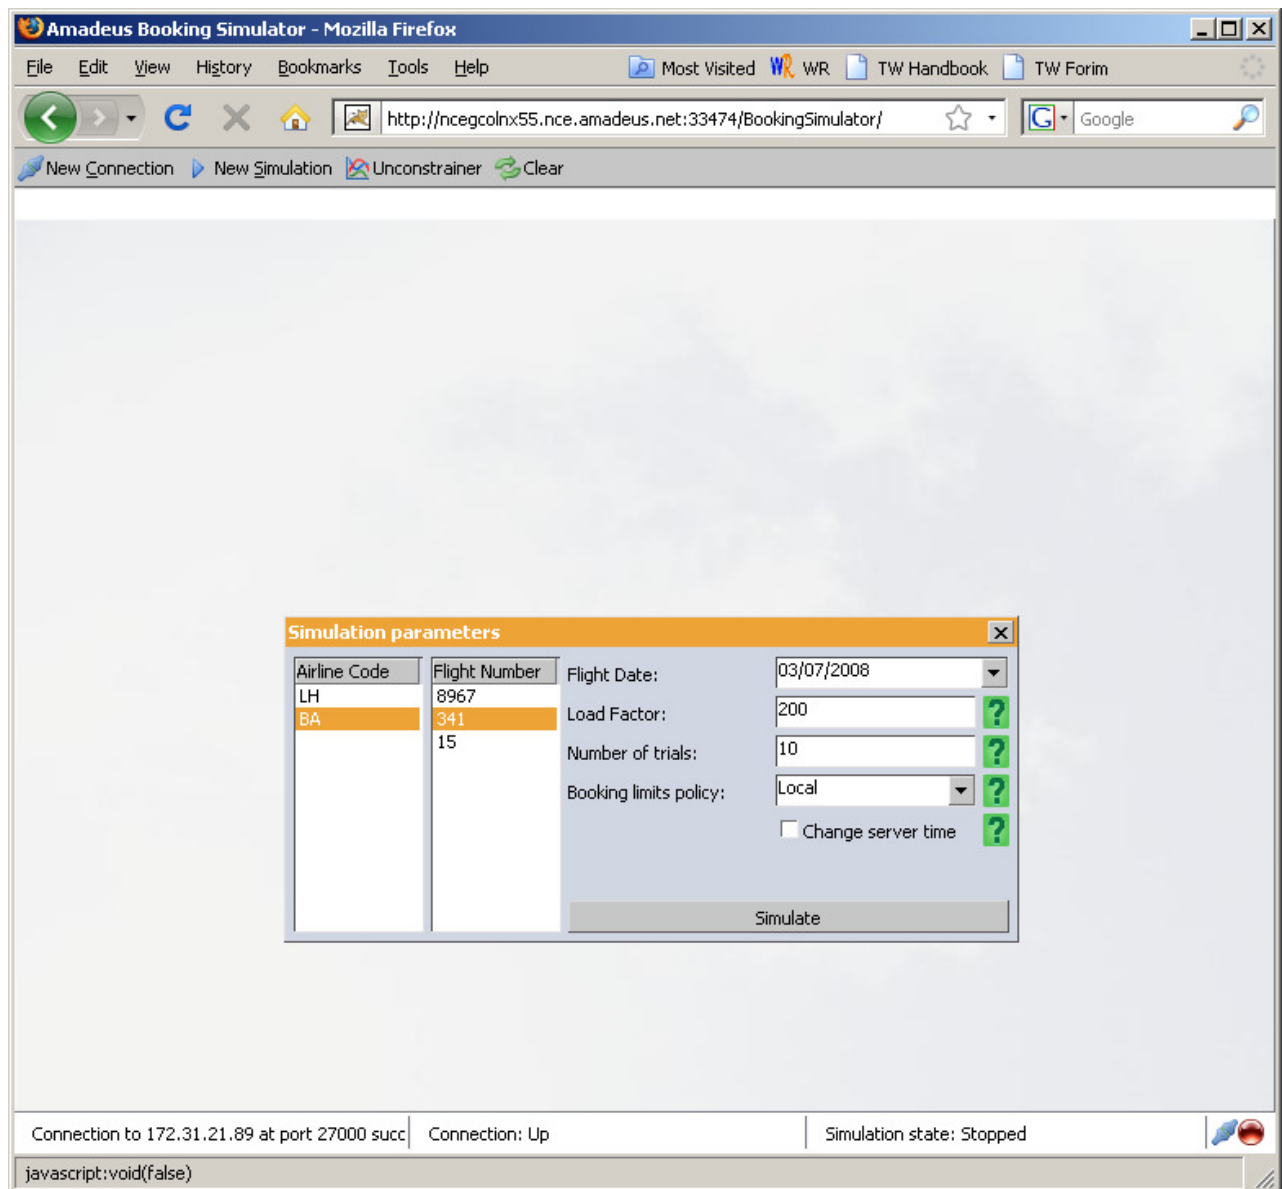 Amadeus Booking Simulator - Mozilla Firefox
File Edit View History Bookmarks Tools Help Most Visited WR WR TW Handbook TW Forim
http://ncegcolnx55.nce.amadeus.net:33474/BookingSimulator/ G Google
New Connection New Simulation Unconstrainer Clear
Simulation parameters
Airline Code Flight Number Flight Date: 03/07/2008
LH 8967
BA 341 Load Factor: 200 ?
15 Number of trials: 10 ?
Booking limits policy: Local ?
Change server time ?
Simulate
Connection to 172.31.21.89 at port 27000 succ Connection: Up Simulation state: Stopped
javascript:void(false)